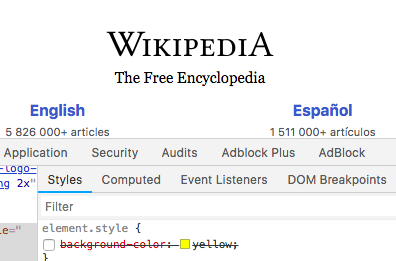 WIKIPEDIA
The Free Encyclopedia
English Español
5 826 000+ articles 1 511 000+ artículos
Application Security Audits Adblock Plus AdBlock
-logo-
ng 2x" Styles Computed Event Listeners DOM Breakpoints
Filter
le=" element.style {
background-color: yellow;
}